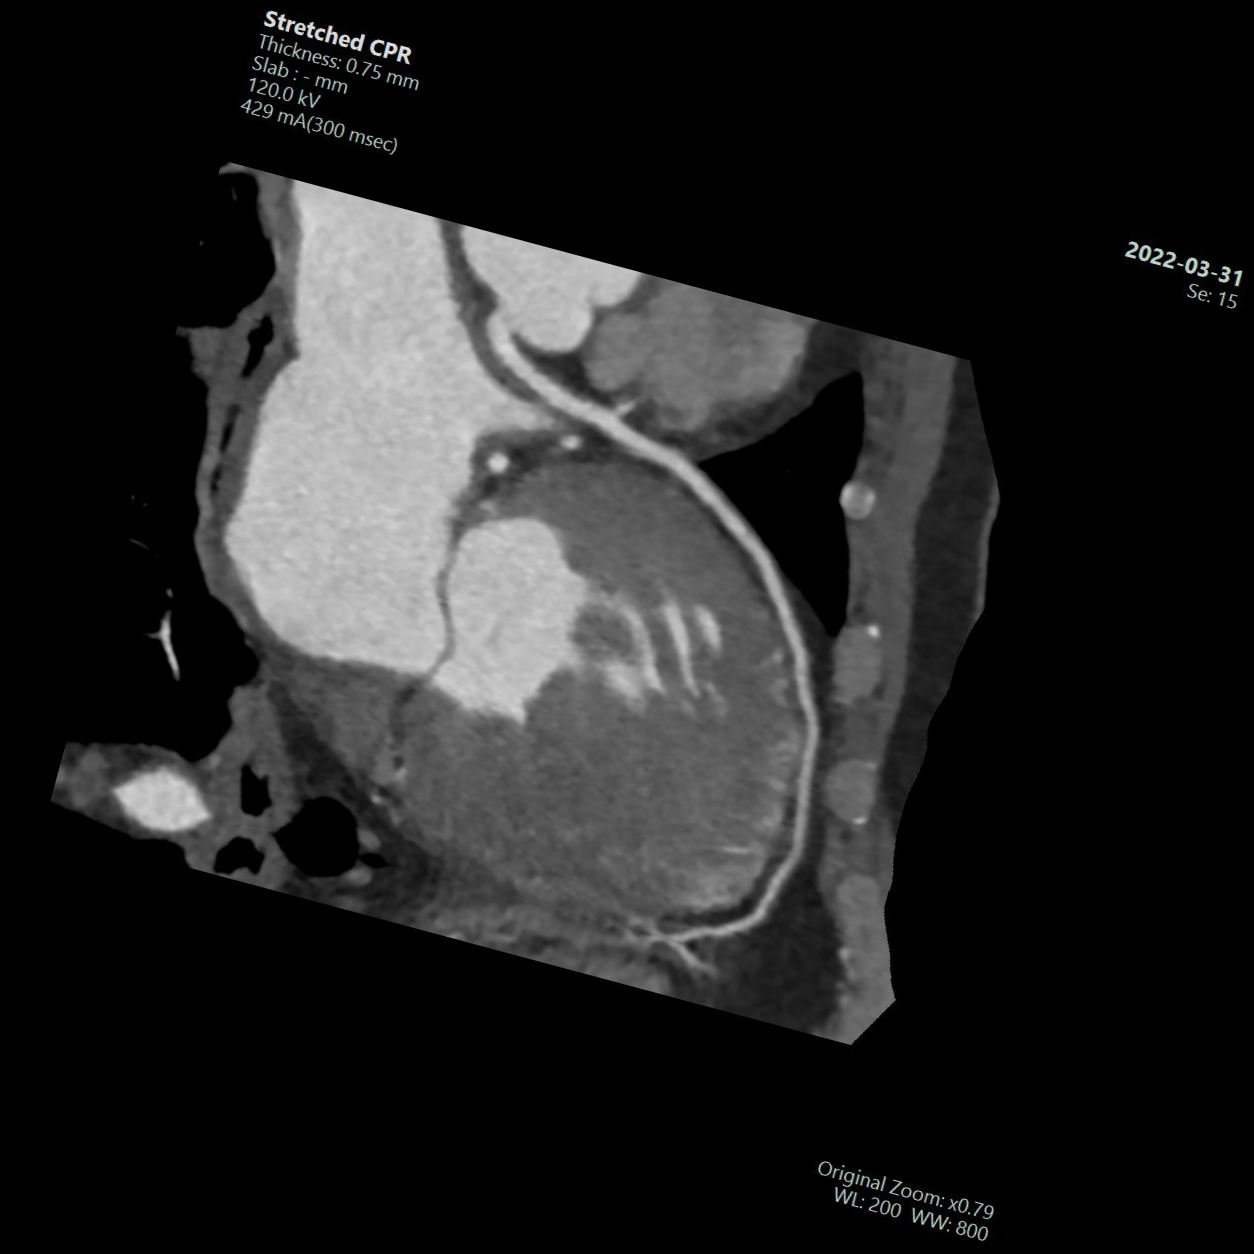 Stretched CPR
Thickness: 0.75 mm
Slab : - mm
120.0 kV
429 mA(300 msec)
2022-03-31
Se: 15
Original Zoom: x0.79
WL: 200 WW: 800